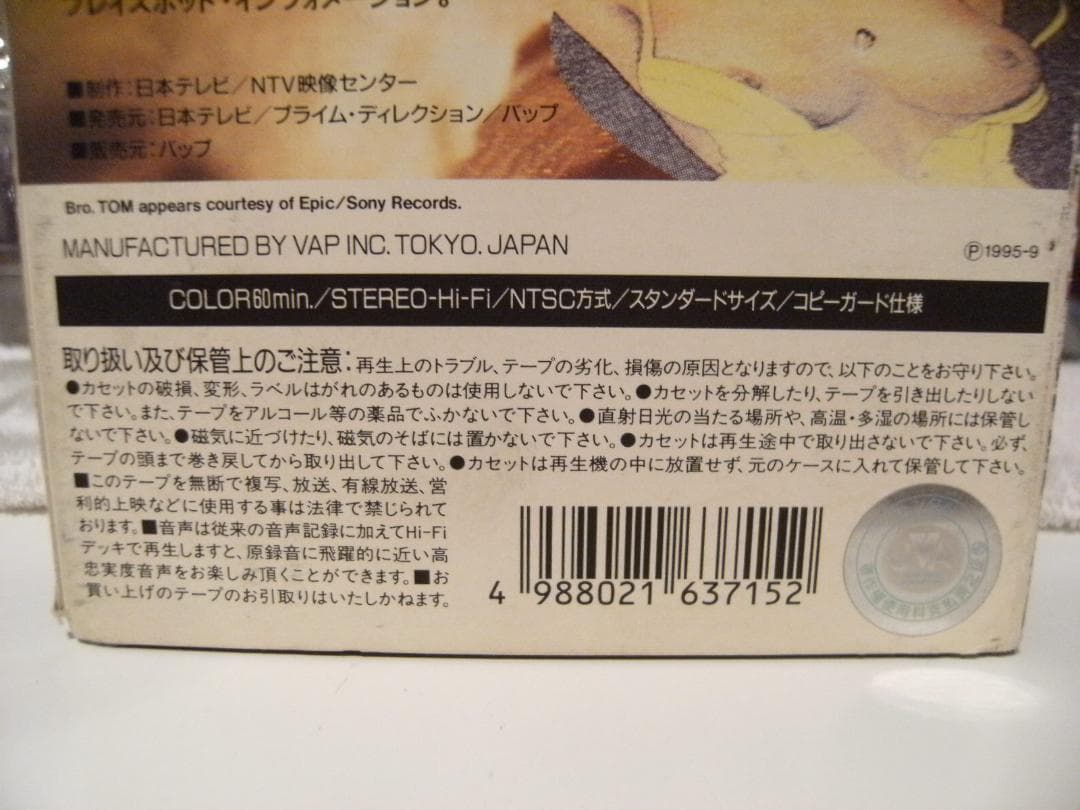 プレイスポット・インフォメーション。
■制作：日本テレビ／NTV映像センター
■発売元：日本テレビ／プライム・ディレクション／バップ
■販売元：バップ
Bro. TOM appears courtesy of Epic/Sony Records.
MANUFACTURED BY VAP INC. TOKYO. JAPAN
Ⓟ1995-9
COLOR60min./STEREO-Hi-Fi/NTSC方式/スタンダードサイズ/コピーガード仕様
取り扱い及び保管上のご注意：再生上のトラブル、テープの劣化、損傷の原因となりますので、以下のことをお守り下さい。
●カセットの破損、変形、ラベルはがれのあるものは使用しないで下さい。●カセットを分解したり、テープを引き出したりしない
で下さい。また、テープをアルコール等の薬品でふかないで下さい。●直射日光の当たる場所や、高温・多湿の場所には保管し
ないで下さい。●磁気に近づけたり、磁気のそばには置かないで下さい。●カセットは再生途中で取り出さないで下さい。必ず、
テープの頭まで巻き戻してから取り出して下さい。●カセットは再生機の中に放置せず、元のケースに入れて保管して下さい。
■このテープを無断で複写、放送、有線放送、営
利的上映などに使用する事は法律で禁じられて
おります。■音声は従来の音声記録に加えてHi-Fi
デッキで再生しますと、原録音に飛躍的に近い高
忠実度音声をお楽しみ頂くことができます。■お
買い上げのテープのお引取りはいたしかねます。
4 988021 637152